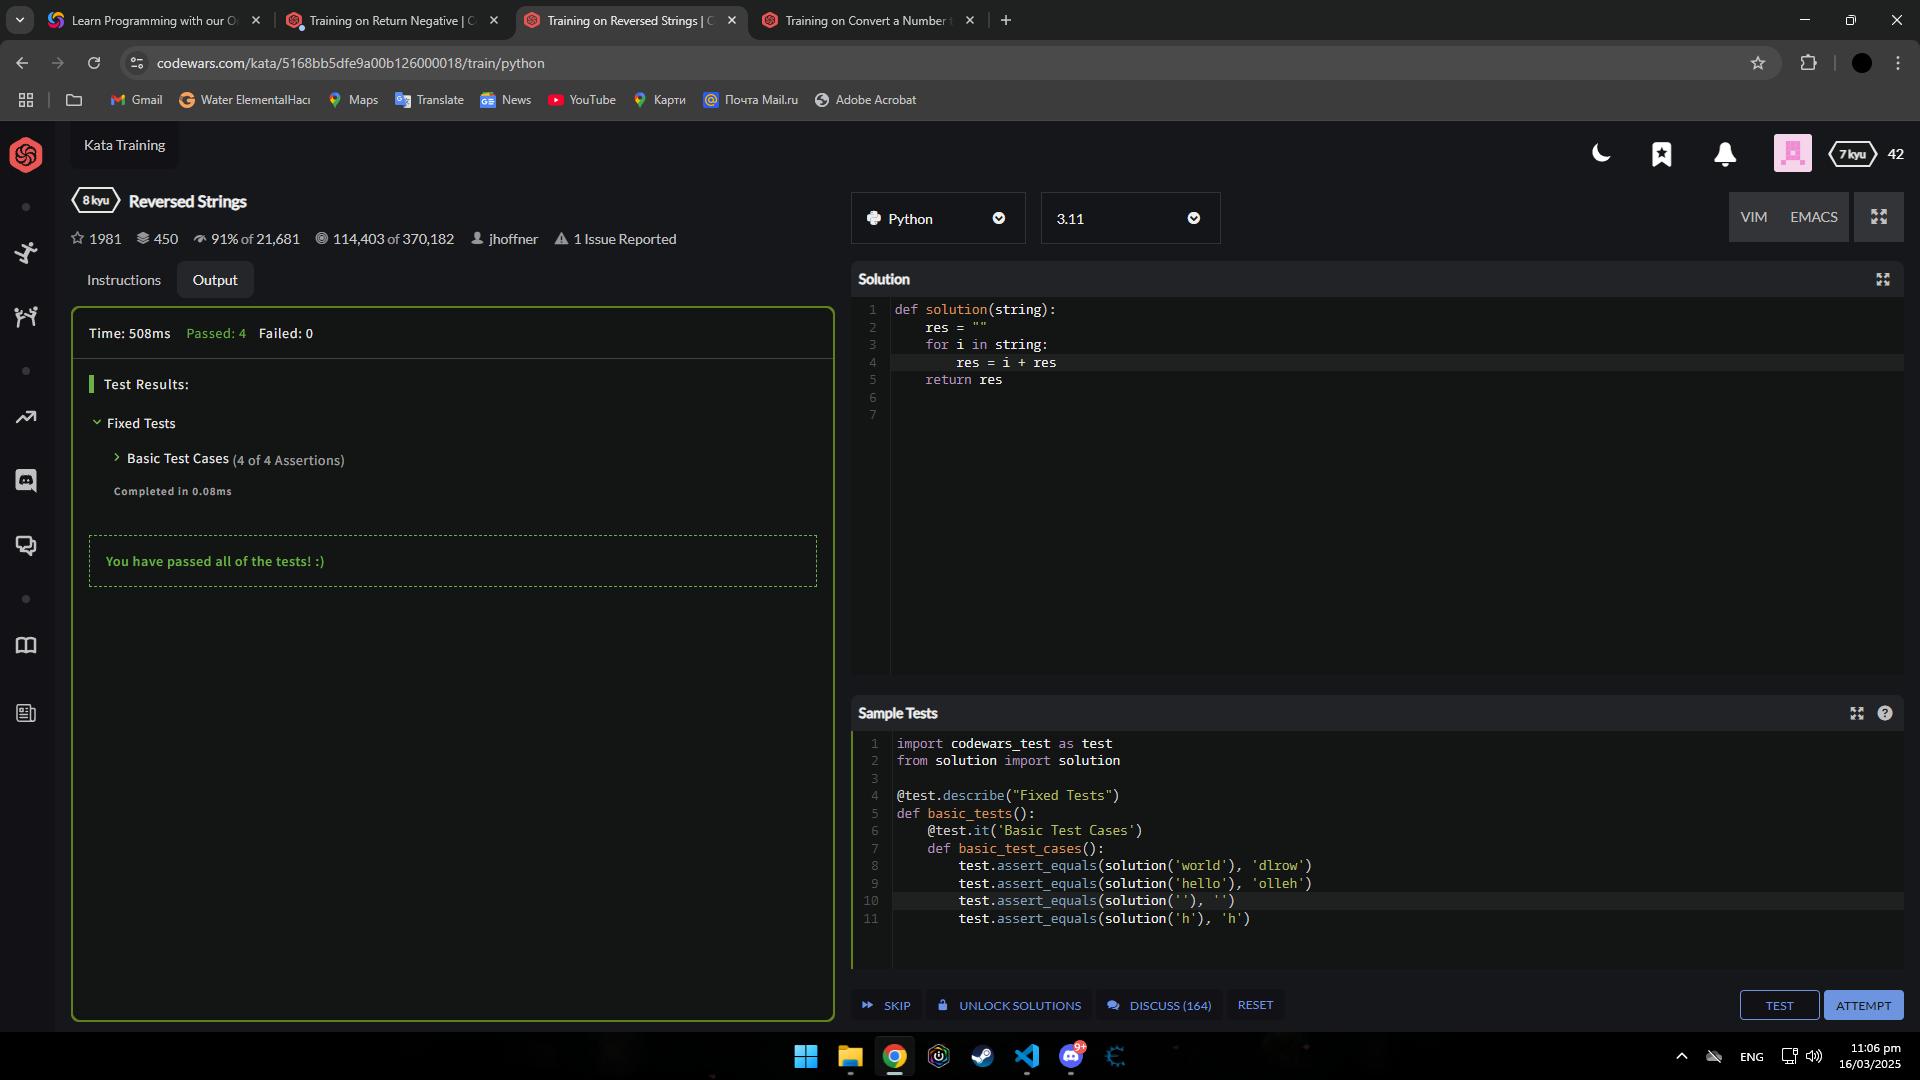 Learn Programming with our O
Training on Return Negative | C
Training on Reversed Strings | C
Training on Convert a Number t
codewars.com/kata/5168bb5dfe9a00b126000018/train/python
Gmail
Water ElementalHacı
Maps
Translate
News
YouTube
Карти
Почта Mail.ru
Adobe Acrobat
Kata Training
7 kyu
42
8 kyu
Reversed Strings
1981
450
91% of 21,681
114,403 of 370,182
jhoffner
1 Issue Reported
Python
3.11
VIM
EMACS
Instructions
Output
Time: 508ms
Passed: 4
Failed: 0
Test Results:
Fixed Tests
Basic Test Cases (4 of 4 Assertions)
Completed in 0.08ms
You have passed all of the tests! :)
Solution
1 def solution(string):
2     res = ""
3     for i in string:
4         res = i + res
5     return res
6
7
Sample Tests
1 import codewars_test as test
2 from solution import solution
3
4 @test.describe("Fixed Tests")
5 def basic_tests():
6     @test.it('Basic Test Cases')
7     def basic_test_cases():
8         test.assert_equals(solution('world'), 'dlrow')
9         test.assert_equals(solution('hello'), 'olleh')
10         test.assert_equals(solution(''), '')
11         test.assert_equals(solution('h'), 'h')
SKIP
UNLOCK SOLUTIONS
DISCUSS (164)
RESET
TEST
ATTEMPT
9+
ENG
11:06 pm
16/03/2025